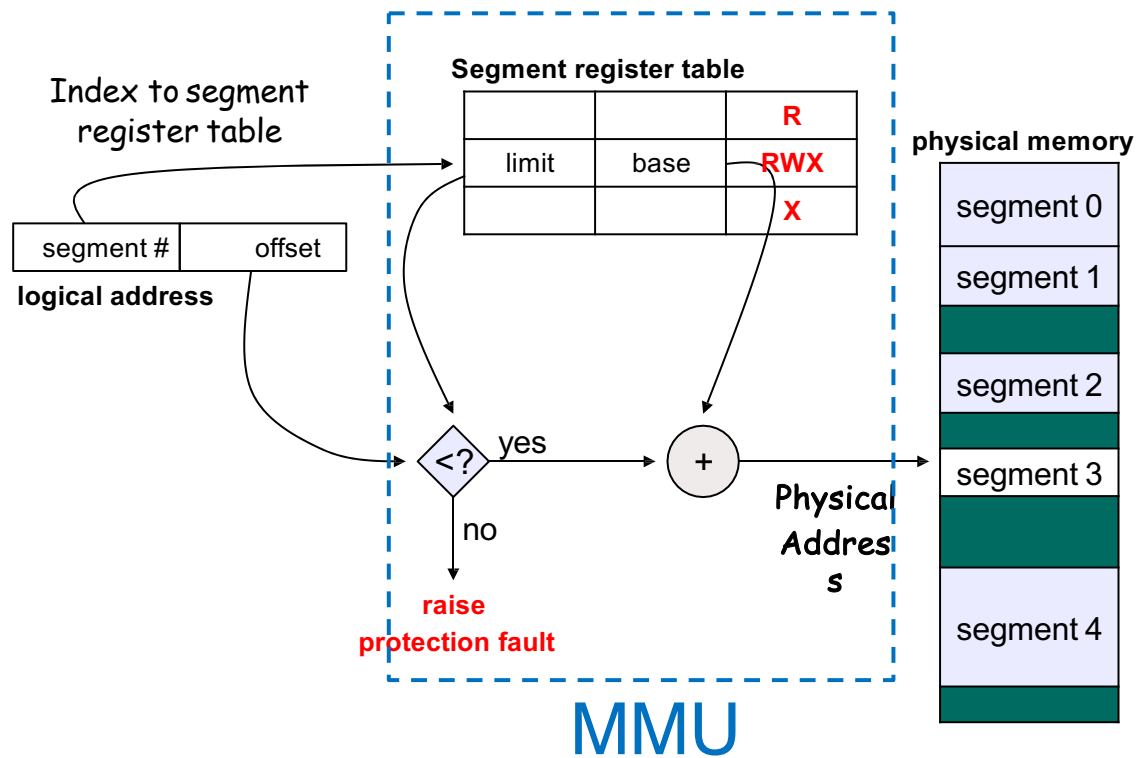 Segment register table
Index to segment
register table
R
limit base RWX
X
physical memory
segment 0
segment 1
segment 2
segment 3
segment 4
segment # offset
logical address
<? yes
+
no
Physical
Addres
s
raise
protection fault
MMU